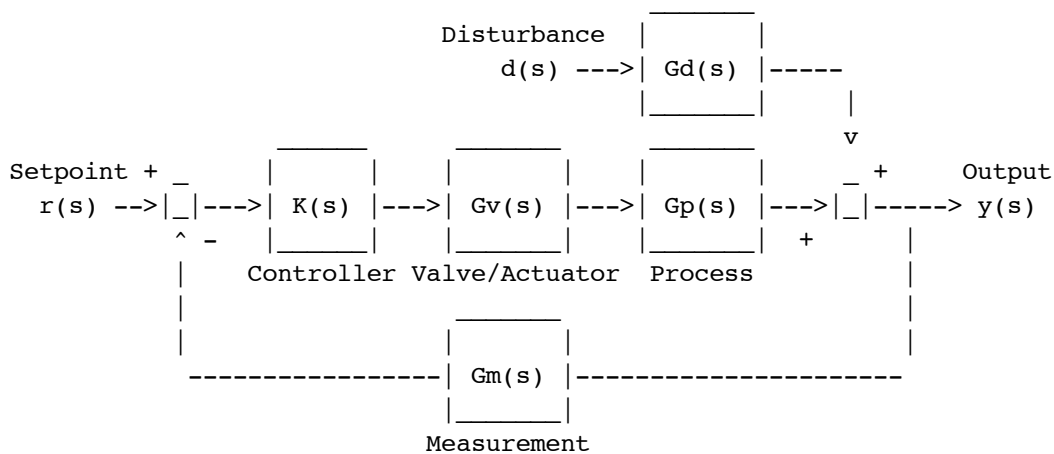 Disturbance
d(s) --->| Gd(s) |-----
Setpoint +
+
Output
r(s) -->|_|--->| K(s) |--->| Gv(s) |--->| Gp(s) |--->|_|------> y(s)
^ -
+
Controller Valve/Actuator Process
Gm(s)
Measurement